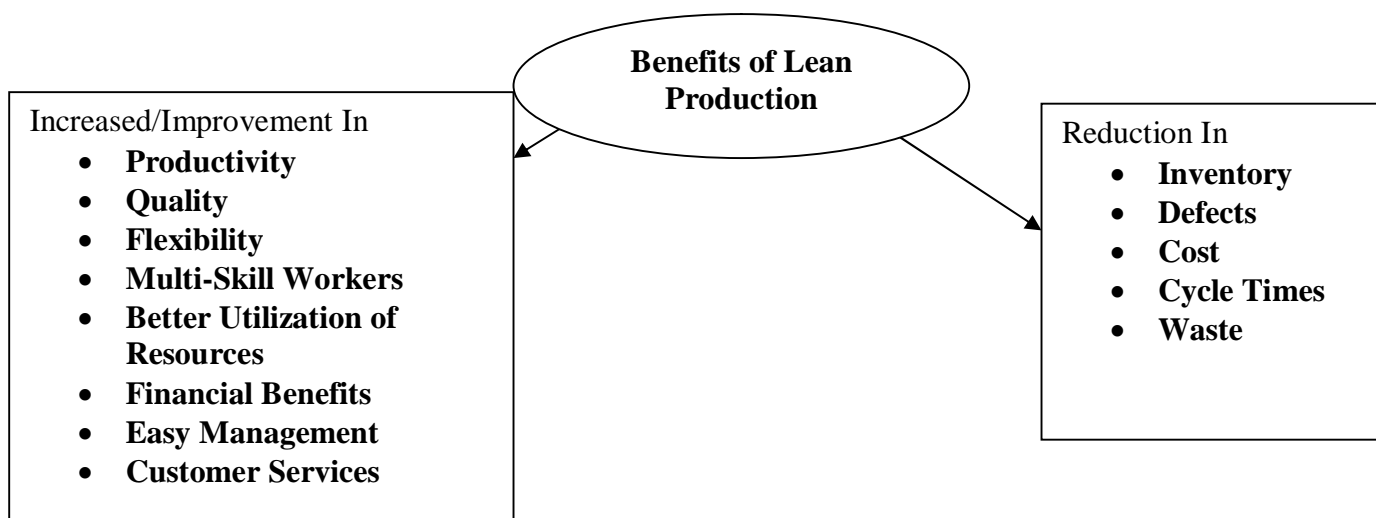 Benefits of Lean
Production
Increased/Improvement In
• Productivity
• Quality
• Flexibility
• Multi-Skill Workers
• Better Utilization of
Resources
• Financial Benefits
• Easy Management
• Customer Services
Reduction In
• Inventory
• Defects
• Cost
• Cycle Times
• Waste